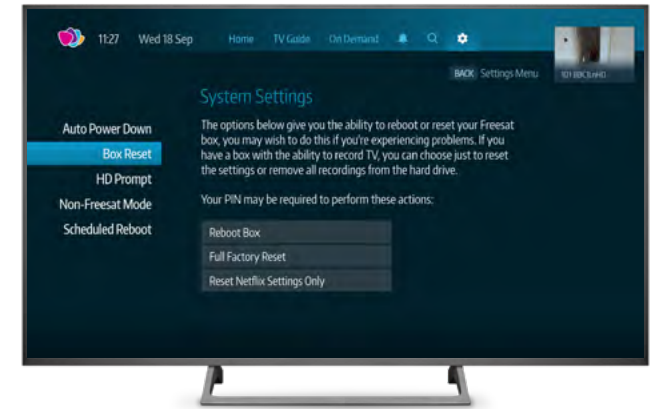 11:27 Wed 18 Sep Home TV Guide On Demand
BACK Settings Menu
System Settings
Auto Power Down
Box Reset
HD Prompt
Non-Freesat Mode
Scheduled Reboot
The options below give you the ability to reboot or reset your Freesat
box, you may wish to do this if you're experiencing problems. If you
have a box with the ability to record TV, you can choose just to reset
the settings or remove all recordings from the hard drive.
Your PIN may be required to perform these actions:
Reboot Box
Full Factory Reset
Reset Netflix Settings Only